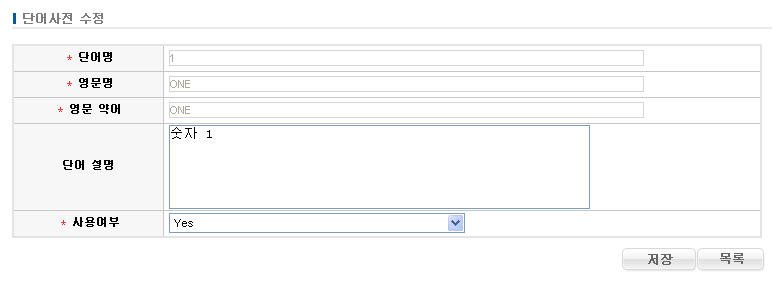 단어사전 수정
* 단어명 1
* 영문명 ONE
* 영문 약어 ONE
단어 설명 숫자 1
* 사용여부 Yes
저장 목록